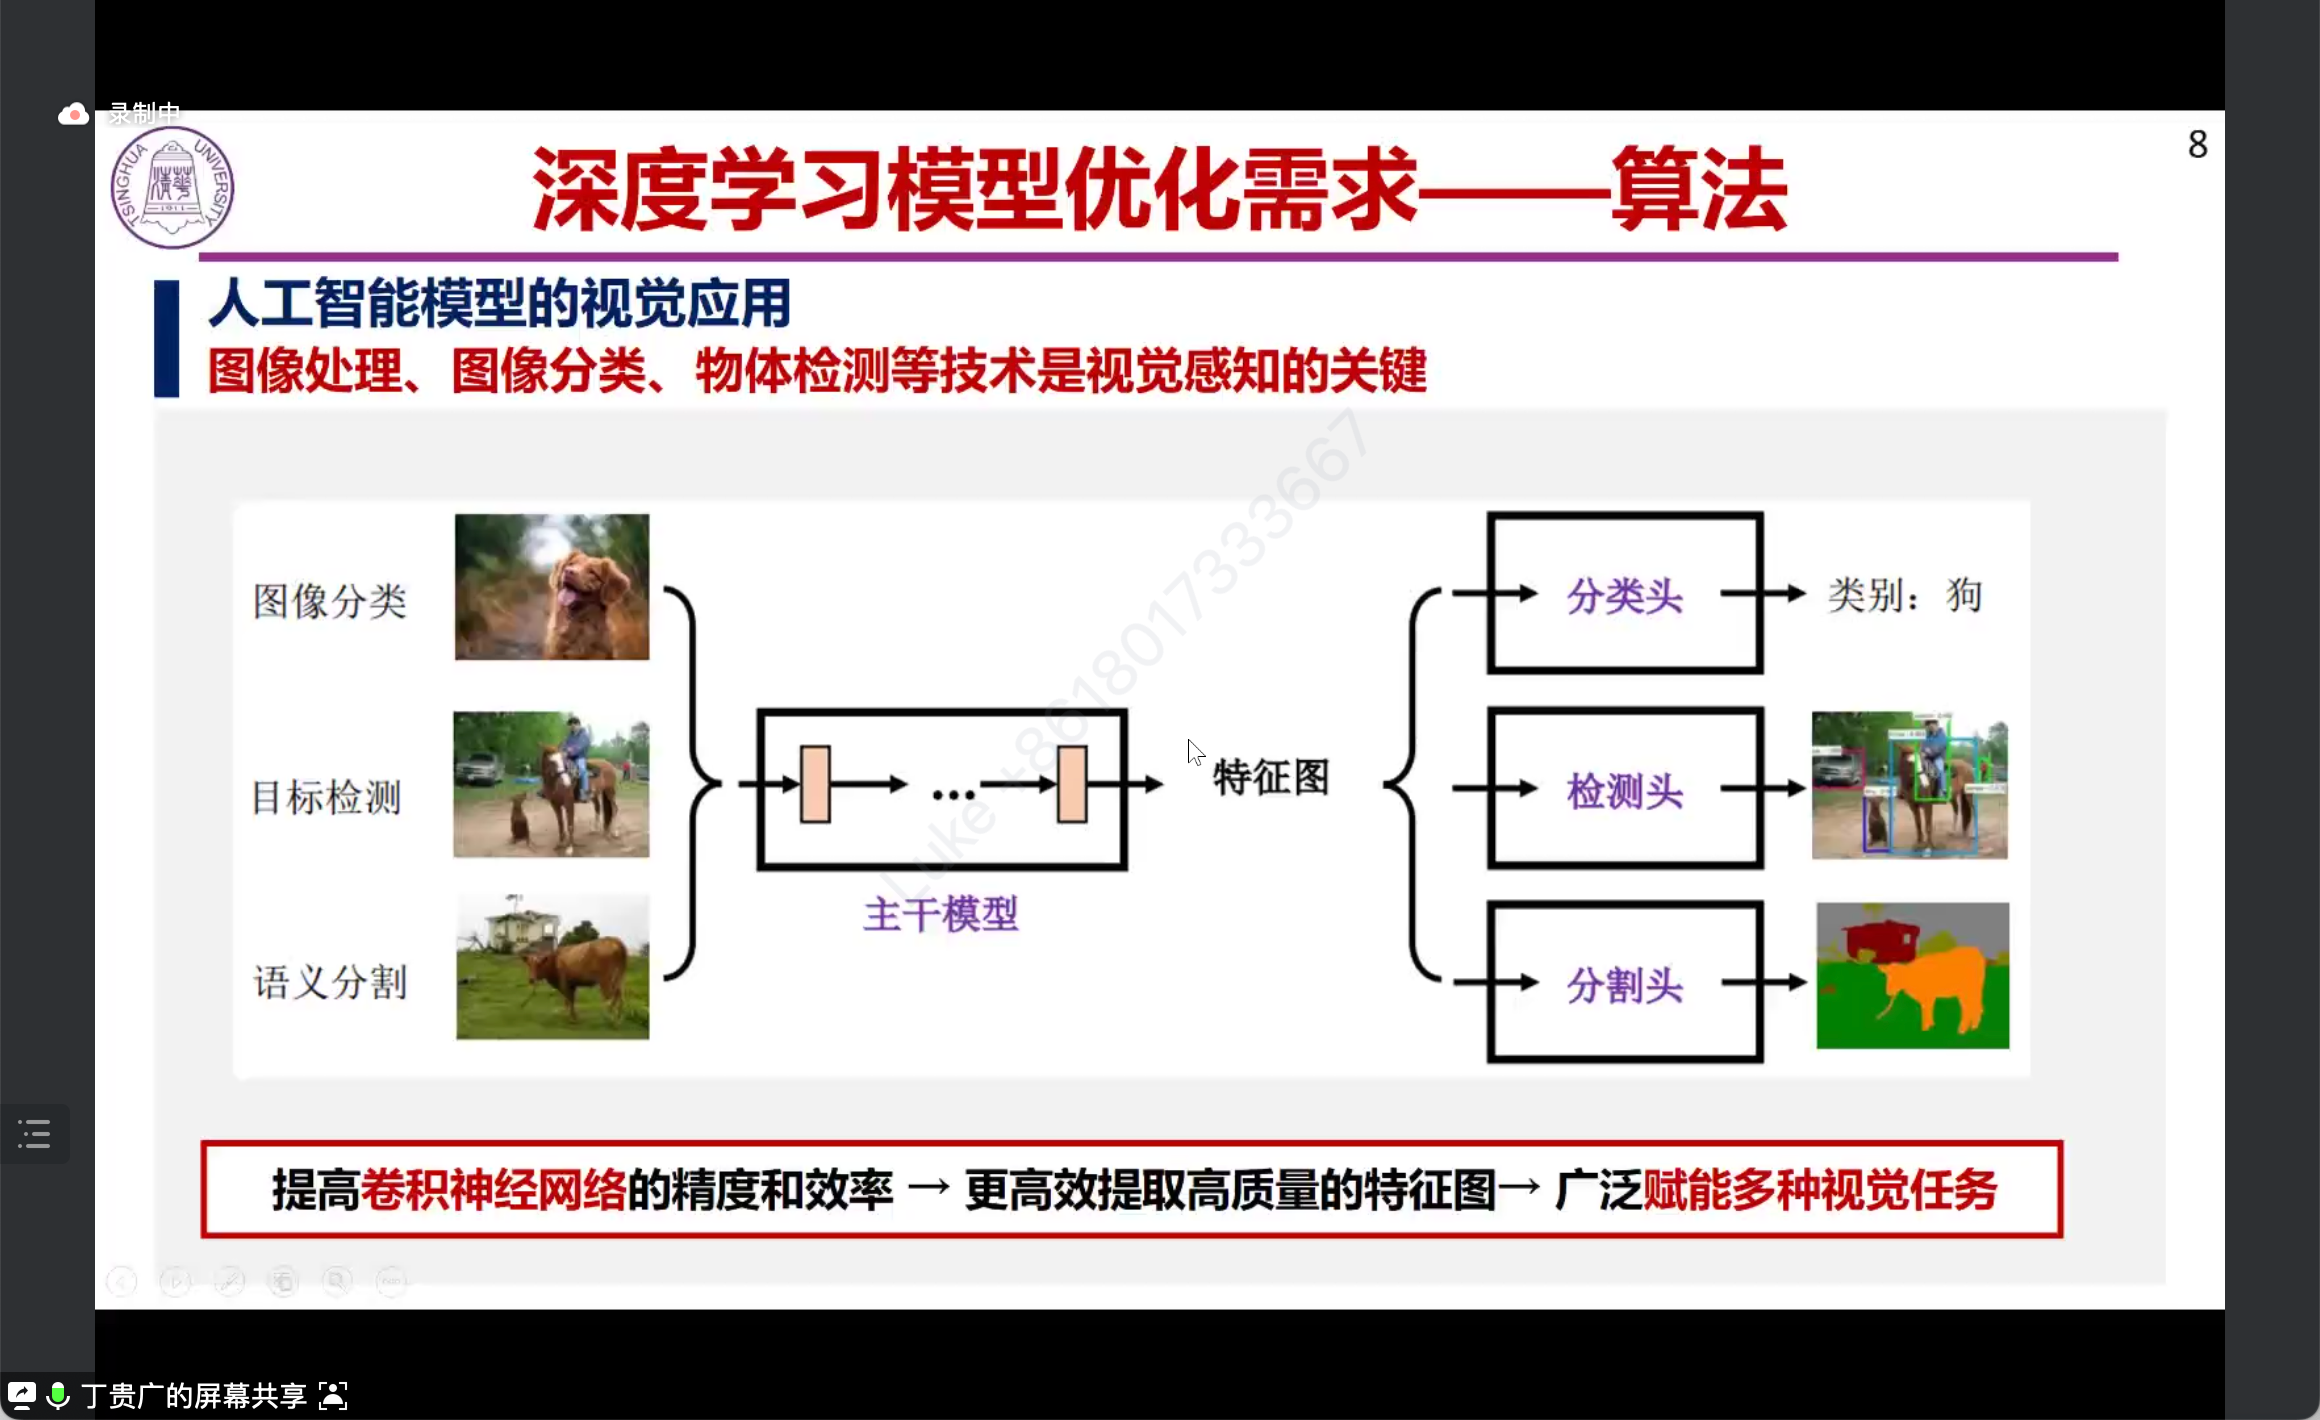 录制中
8
TSINGHUA UNIVERSITY
1911
深度学习模型优化需求——算法
人工智能模型的视觉应用
图像处理、图像分类、物体检测等技术是视觉感知的关键
图像分类
分类头
类别：狗
目标检测
...
特征图
检测头
主干模型
语义分割
分割头
Luke +8618017333667
提高卷积神经网络的精度和效率→更高效提取高质量的特征图→广泛赋能多种视觉任务
丁贵广的屏幕共享